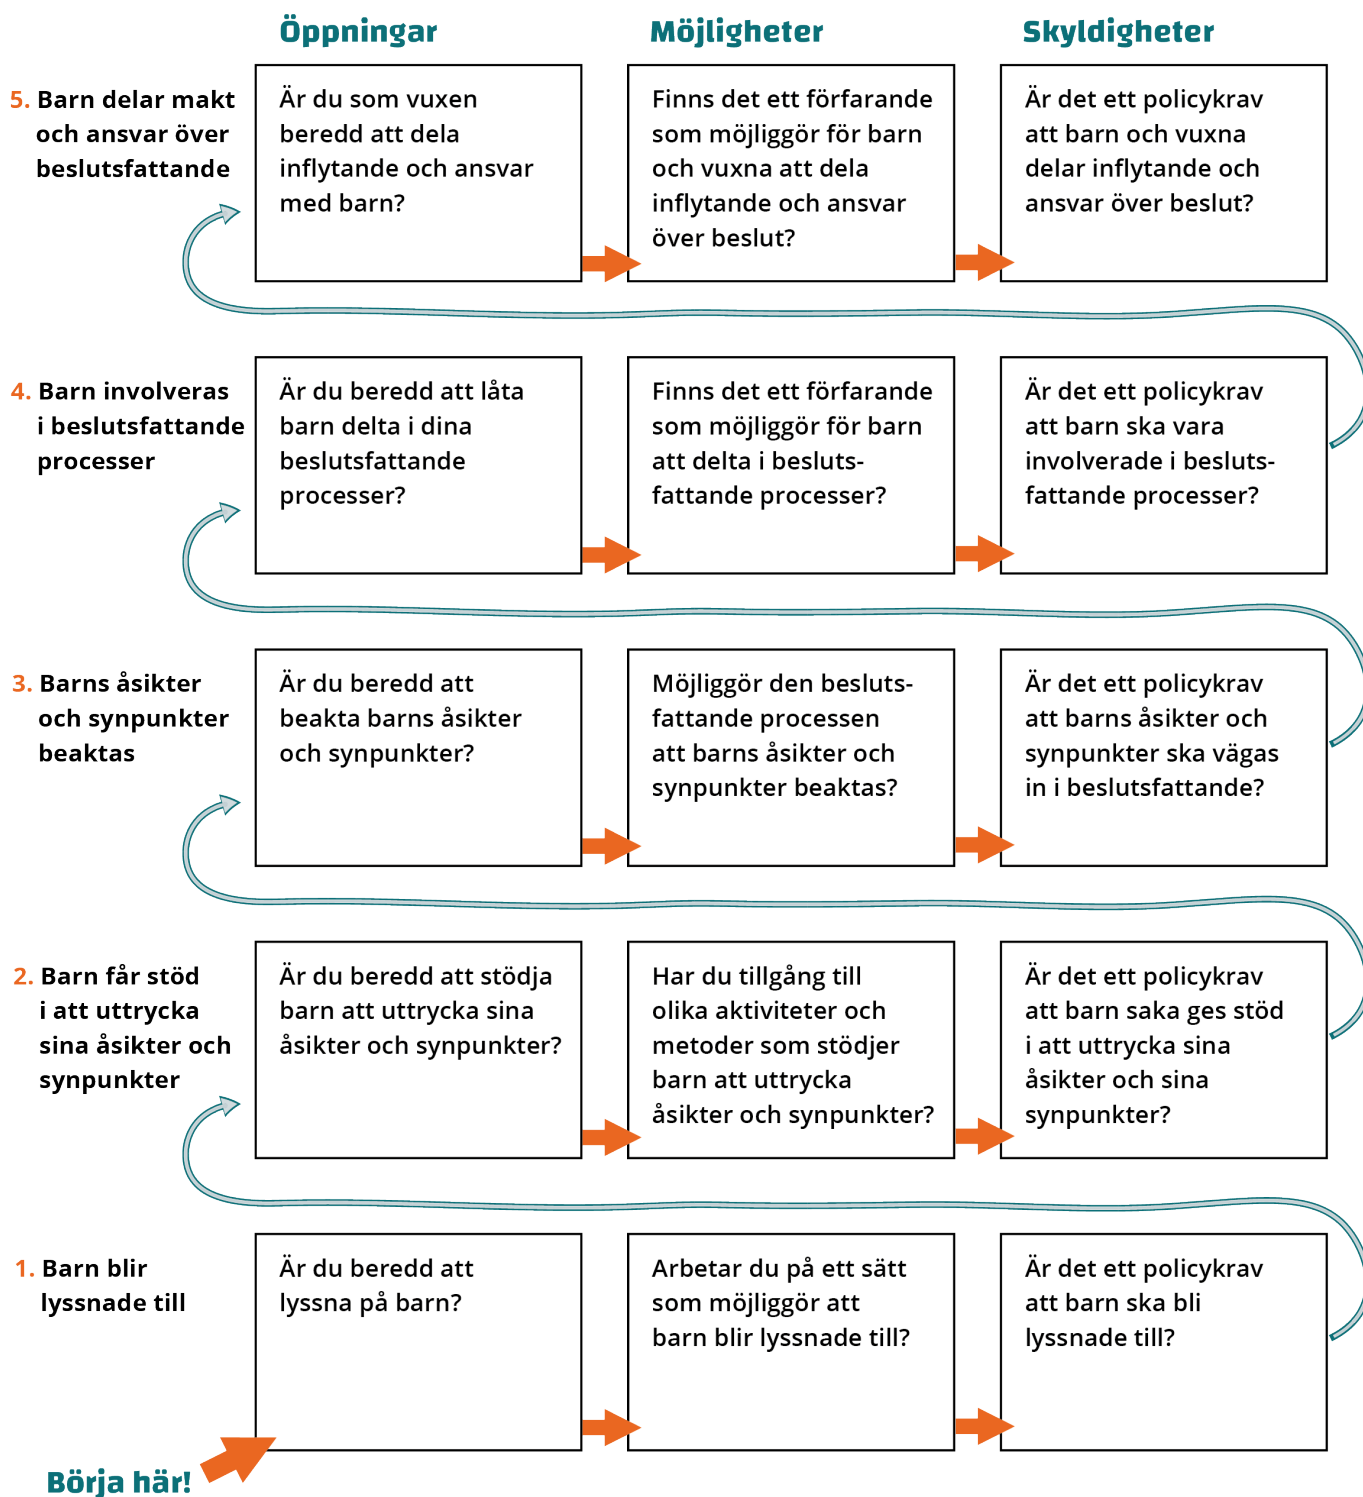 Öppningar
Möjligheter
Skyldigheter
5. Barn delar makt
och ansvar över
beslutsfattande
Är du som vuxen
beredd att dela
inflytande och ansvar
med barn?
Finns det ett förfarande
som möjliggör för barn
och vuxna att dela
inflytande och ansvar
över beslut?
Är det ett policykrav
att barn och vuxna
delar inflytande och
ansvar över beslut?
4. Barn involveras
i beslutsfattande
processer
Är du beredd att låta
barn delta i dina
beslutsfattande
processer?
Finns det ett förfarande
som möjliggör för barn
att delta i besluts-
fattande processer?
Är det ett policykrav
att barn ska vara
involverade i besluts-
fattande processer?
3. Barns åsikter
och synpunkter
beaktas
Är du beredd att
beakta barns åsikter
och synpunkter?
Möjliggör den besluts-
fattande processen
att barns åsikter och
synpunkter beaktas?
Är det ett policykrav
att barns åsikter och
synpunkter ska vägas
in i beslutsfattande?
2. Barn får stöd
i att uttrycka
sina åsikter och
synpunkter
Är du beredd att stödja
barn att uttrycka sina
åsikter och synpunkter?
Har du tillgång till
olika aktiviteter och
metoder som stödjer
barn att uttrycka
åsikter och synpunkter?
Är det ett policykrav
att barn saka ges stöd
i att uttrycka sina
åsikter och sina
synpunkter?
1. Barn blir
lyssnade till
Är du beredd att
lyssna på barn?
Arbetar du på ett sätt
som möjliggör att
barn blir lyssnade till?
Är det ett policykrav
att barn ska bli
lyssnade till?
Börja här!